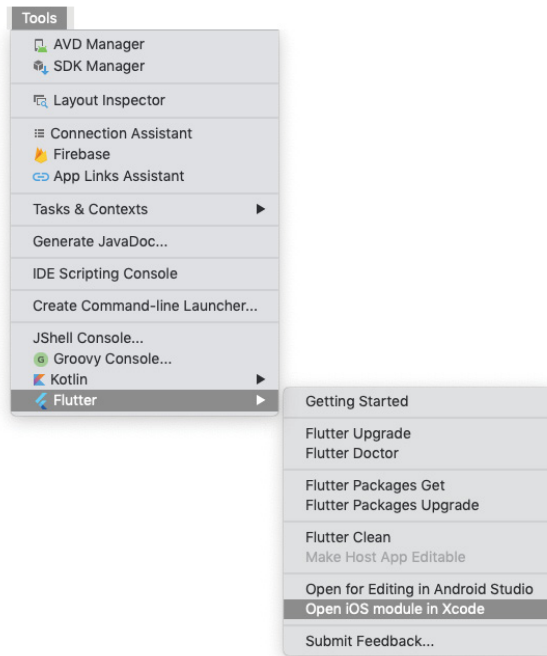 Tools
AVD Manager
SDK Manager
Layout Inspector
Connection Assistant
Firebase
App Links Assistant
Tasks & Contexts
Generate JavaDoc...
IDE Scripting Console
Create Command-line Launcher...
JShell Console...
G Groovy Console...
Kotlin
Flutter
Getting Started
Flutter Upgrade
Flutter Doctor
Flutter Packages Get
Flutter Packages Upgrade
Flutter Clean
Make Host App Editable
Open for Editing in Android Studio
Open iOS module in Xcode
Submit Feedback...